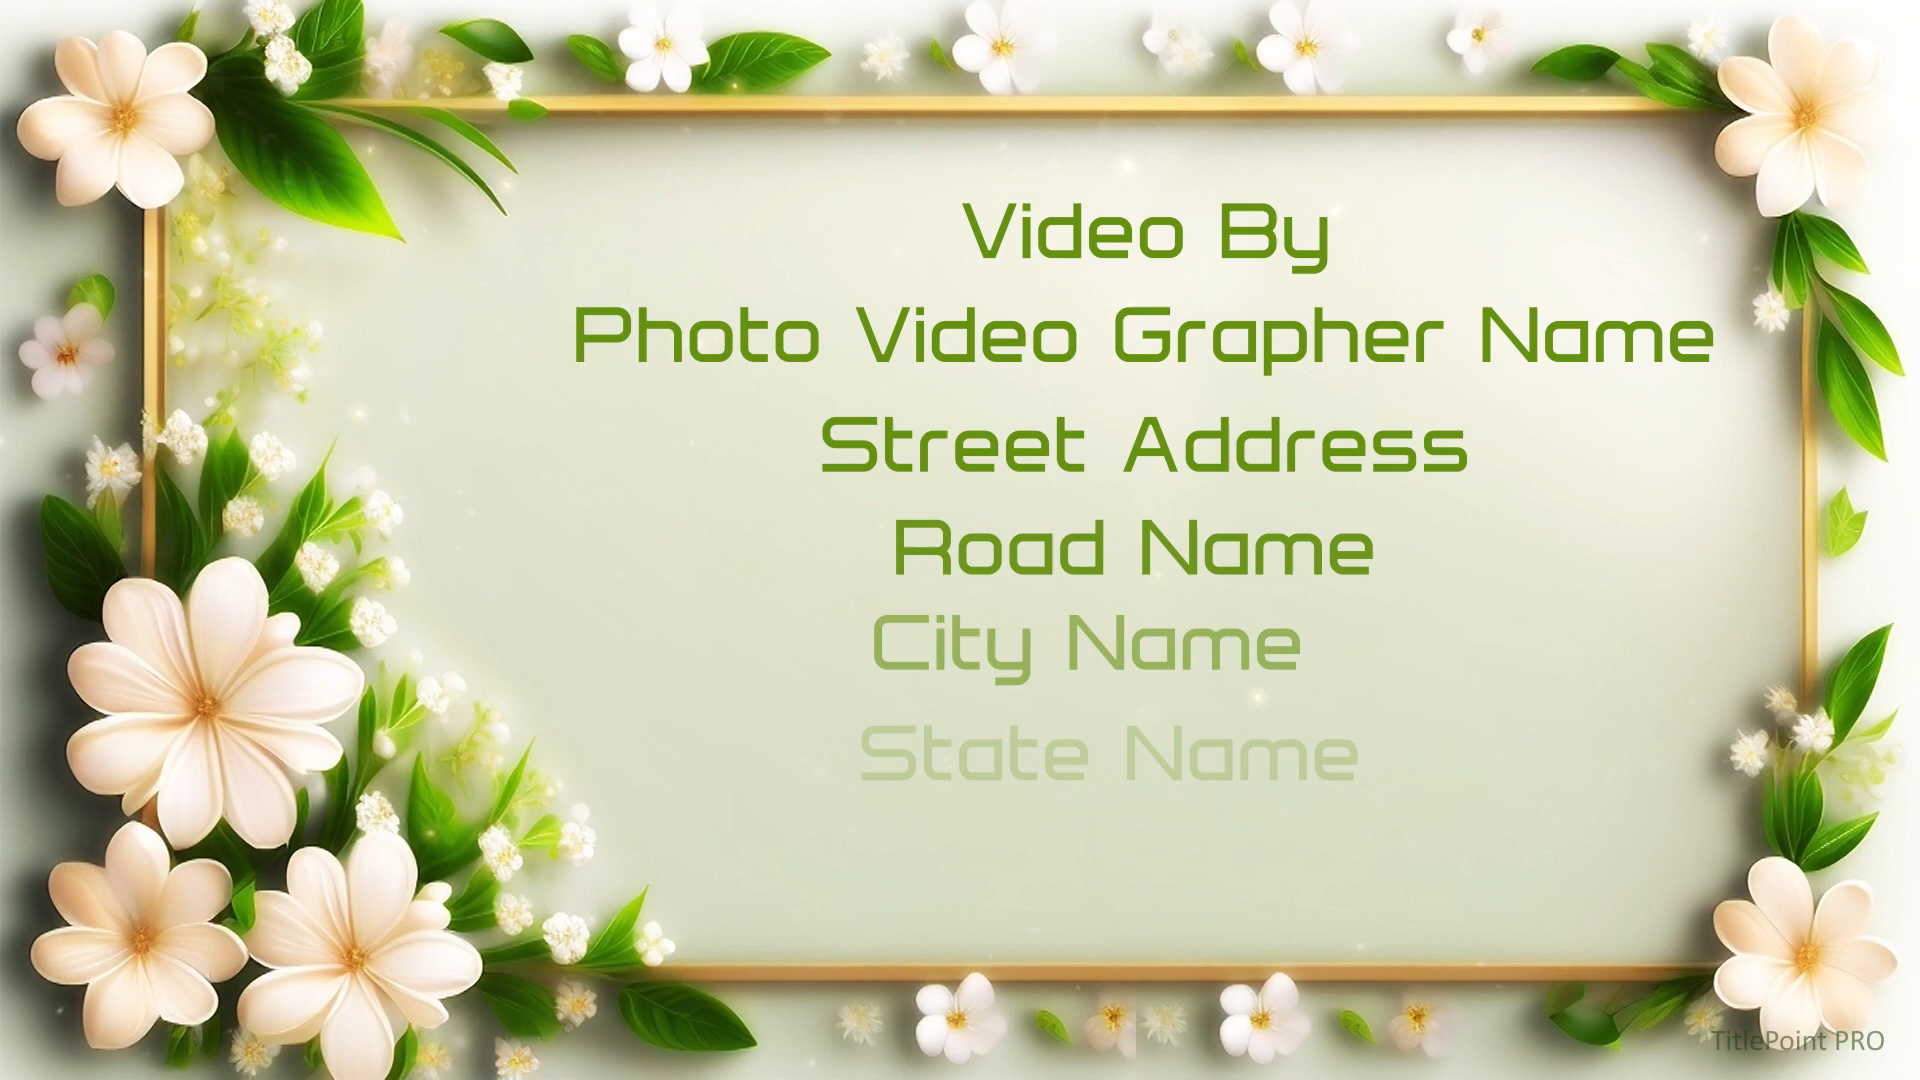 Video By
Photo Video Grapher Name
Street Address
Road Name
City Name
State Name
TitlePoint PRO